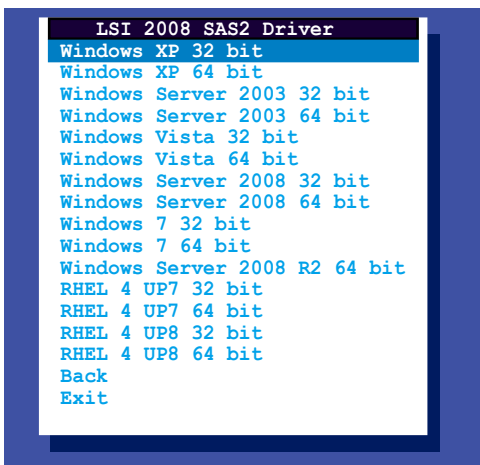 LSI 2008 SAS2 Driver
Windows XP 32 bit
Windows XP 64 bit
Windows Server 2003 32 bit
Windows Server 2003 64 bit
Windows Vista 32 bit
Windows Vista 64 bit
Windows Server 2008 32 bit
Windows Server 2008 64 bit
Windows 7 32 bit
Windows 7 64 bit
Windows Server 2008 R2 64 bit
RHEL 4 UP7 32 bit
RHEL 4 UP7 64 bit
RHEL 4 UP8 32 bit
RHEL 4 UP8 64 bit
Back
Exit